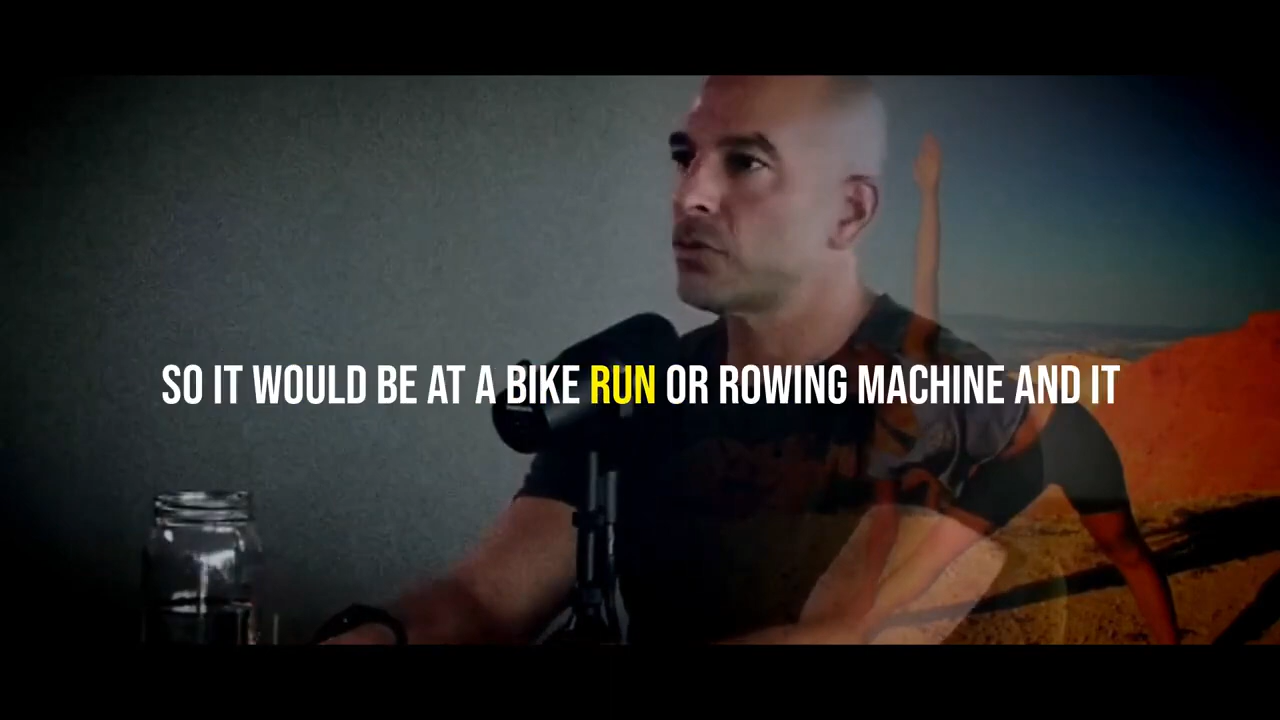 SO IT WOULD BE AT A BIKE RUN OR ROWING MACHINE AND IT